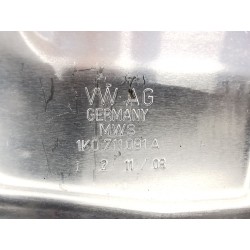 VW AG
GERMANY
MWS
1K0 711 091 A
2 11 / 08